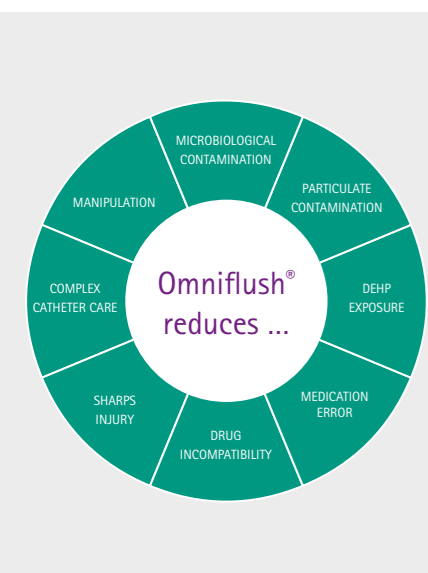 Omniflush®
reduces ...
MICROBIOLOGICAL
CONTAMINATION
PARTICULATE
CONTAMINATION
DEHP
EXPOSURE
MEDICATION
ERROR
DRUG
INCOMPATIBILITY
SHARPS
INJURY
COMPLEX
CATHETER CARE
MANIPULATION